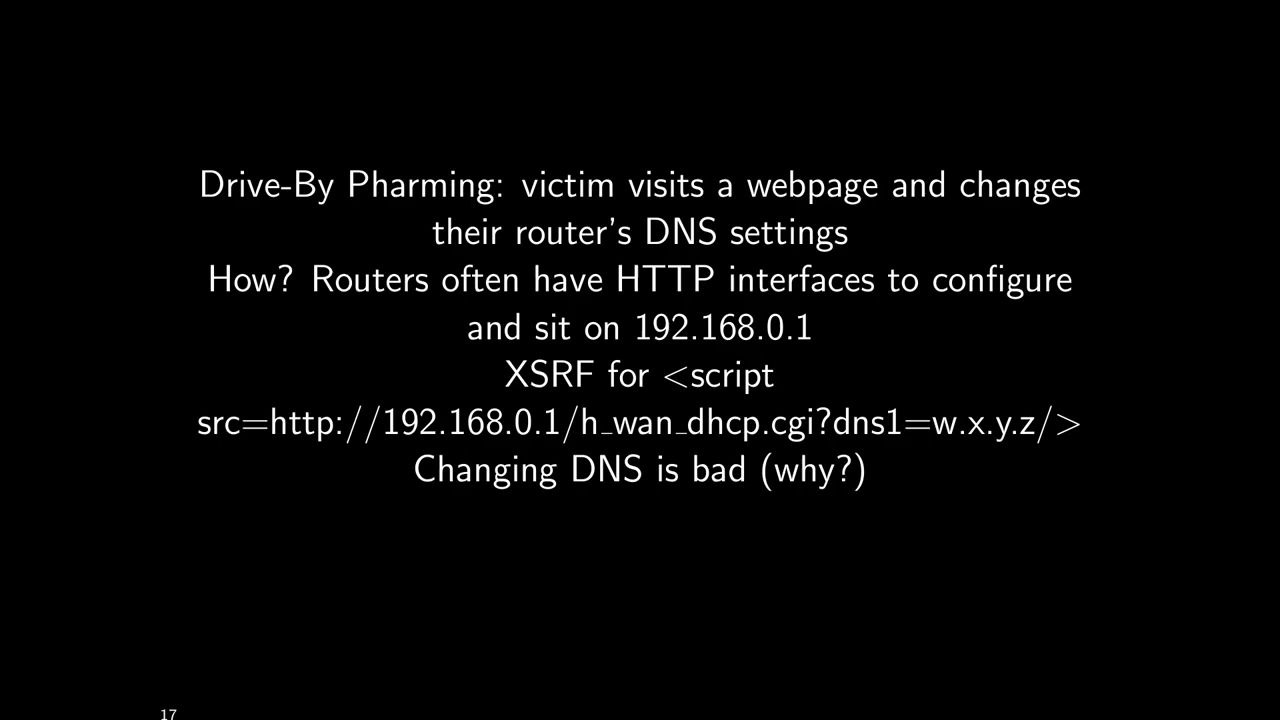 Drive-By Pharming: victim visits a webpage and changes
their router's DNS settings
How? Routers often have HTTP interfaces to configure
and sit on 192.168.0.1
XSRF for <script
src=http://192.168.0.1/h_wan_dhcp.cgi?dns1=w.x.y.z/>
Changing DNS is bad (why?)
17